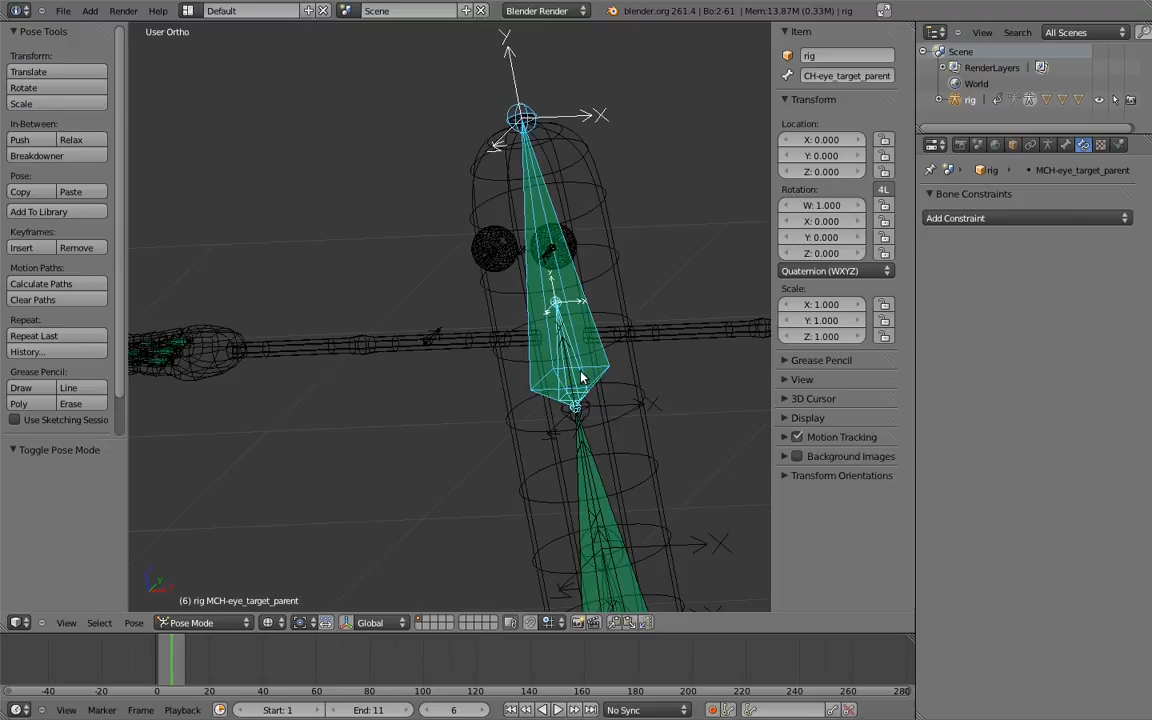 File Add Render Help Default Scene Blender Render blender.org 261.4 | Bo:2-61 | Mem:13.87M (0.33M) | rig
Pose Tools
Transform:
Translate
Rotate
Scale
In-Between:
Push Relax
Breakdowner
Pose:
Copy Paste
Add To Library
Keyframes:
Insert Remove
Motion Paths:
Calculate Paths
Clear Paths
Repeat:
Repeat Last
History...
Grease Pencil:
Draw Line
Poly Erase
Use Sketching Sessio
Toggle Pose Mode
User Ortho
Y
X
Y
X
X
X
(6) rig MCH-eye_target_parent
Item
rig
CH-eye_target_parent
Transform
Location:
X: 0.000
Y: 0.000
Z: 0.000
Rotation:
4L
W: 1.000
X: 0.000
Y: 0.000
Z: 0.000
Quaternion (WXYZ)
Scale:
X: 1.000
Y: 1.000
Z: 1.000
Grease Pencil
View
3D Cursor
Display
Motion Tracking
Background Images
Transform Orientations
View Search All Scenes
Scene
RenderLayers |
World
rig
rig MCH-eye_target_parent
Bone Constraints
Add Constraint
View Select Pose Pose Mode Global
-40 -20 0 20 40 60 80 100 120 140 160 180 200 220 240 260 280
View Marker Frame Playback Start: 1 End: 11 6 No Sync